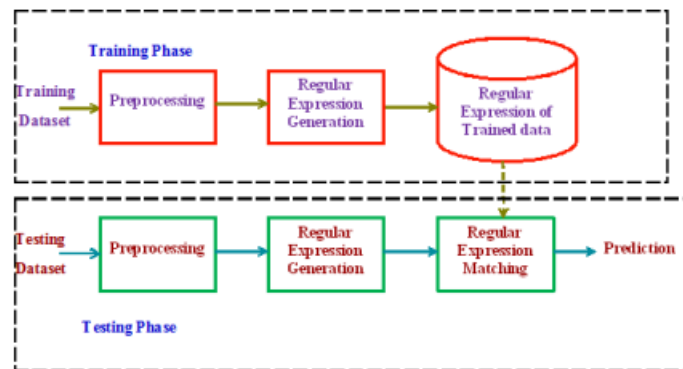 Training Phase
Training
Dataset
Preprocessing
Regular
Expression
Generation
Regular
Expression of
Trained data
Testing
Dataset
Preprocessing
Regular
Expression
Generation
Regular
Expression
Matching
Prediction
Testing Phase